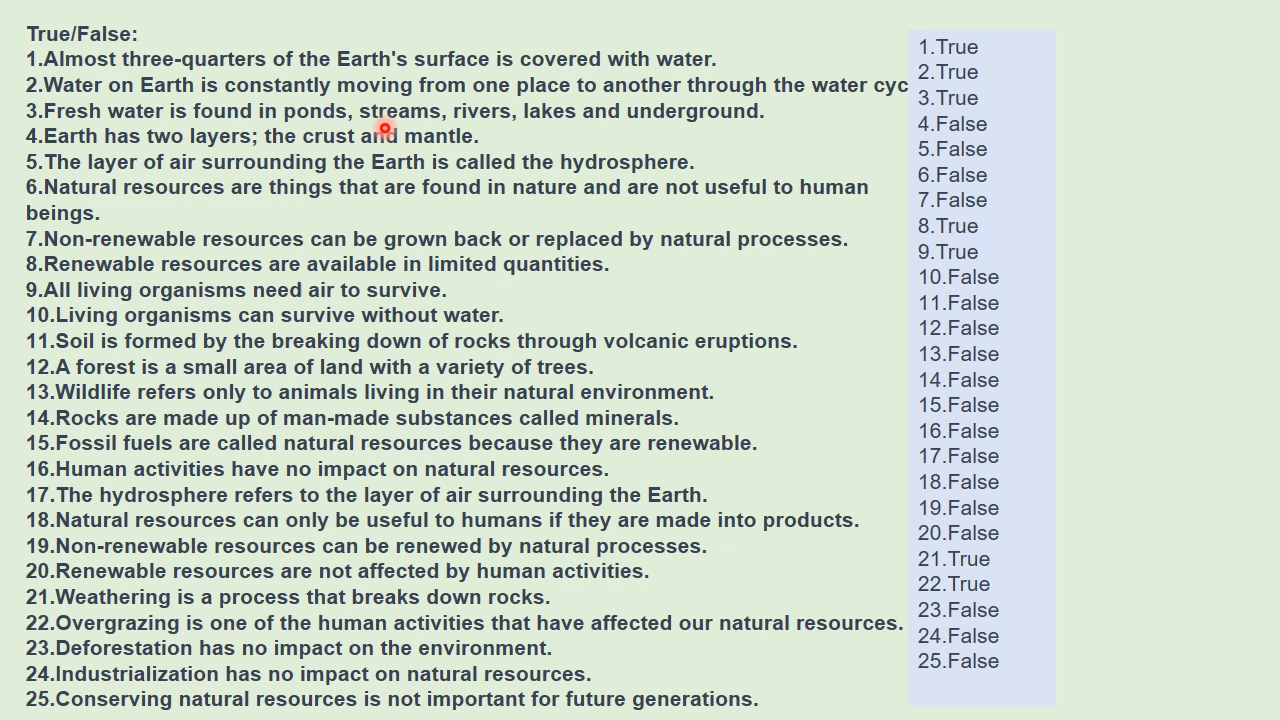 True/False:
1.Almost three-quarters of the Earth's surface is covered with water.
2.Water on Earth is constantly moving from one place to another through the water cyc
3.Fresh water is found in ponds, streams, rivers, lakes and underground.
4.Earth has two layers; the crust and mantle.
5.The layer of air surrounding the Earth is called the hydrosphere.
6.Natural resources are things that are found in nature and are not useful to human
beings.
7.Non-renewable resources can be grown back or replaced by natural processes.
8.Renewable resources are available in limited quantities.
9.All living organisms need air to survive.
10.Living organisms can survive without water.
11.Soil is formed by the breaking down of rocks through volcanic eruptions.
12.A forest is a small area of land with a variety of trees.
13.Wildlife refers only to animals living in their natural environment.
14.Rocks are made up of man-made substances called minerals.
15.Fossil fuels are called natural resources because they are renewable.
16.Human activities have no impact on natural resources.
17.The hydrosphere refers to the layer of air surrounding the Earth.
18.Natural resources can only be useful to humans if they are made into products.
19.Non-renewable resources can be renewed by natural processes.
20.Renewable resources are not affected by human activities.
21.Weathering is a process that breaks down rocks.
22.Overgrazing is one of the human activities that have affected our natural resources.
23.Deforestation has no impact on the environment.
24.Industrialization has no impact on natural resources.
25.Conserving natural resources is not important for future generations.
1.True
2.True
3.True
4.False
5.False
6.False
7.False
8.True
9.True
10.False
11.False
12.False
13.False
14.False
15.False
16.False
17.False
18.False
19.False
20.False
21.True
22.True
23.False
24.False
25.False